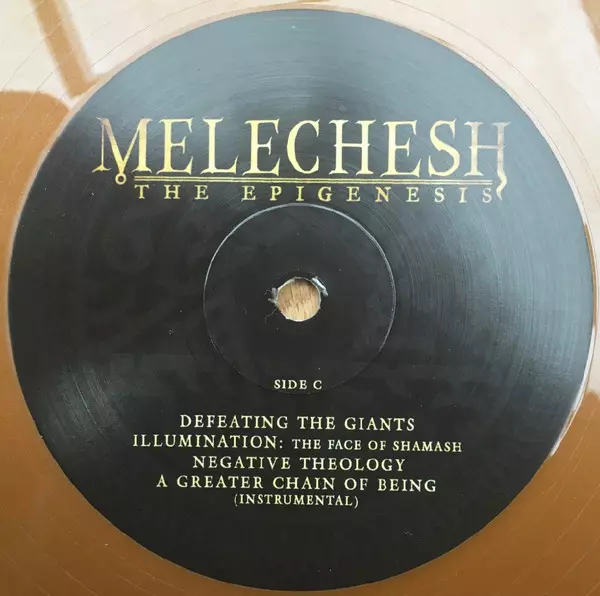 MELECHESH
THE EPIGENESIS
SIDE C
DEFEATING THE GIANTS
ILLUMINATION: THE FACE OF SHAMASH
NEGATIVE THEOLOGY
A GREATER CHAIN OF BEING
(INSTRUMENTAL)